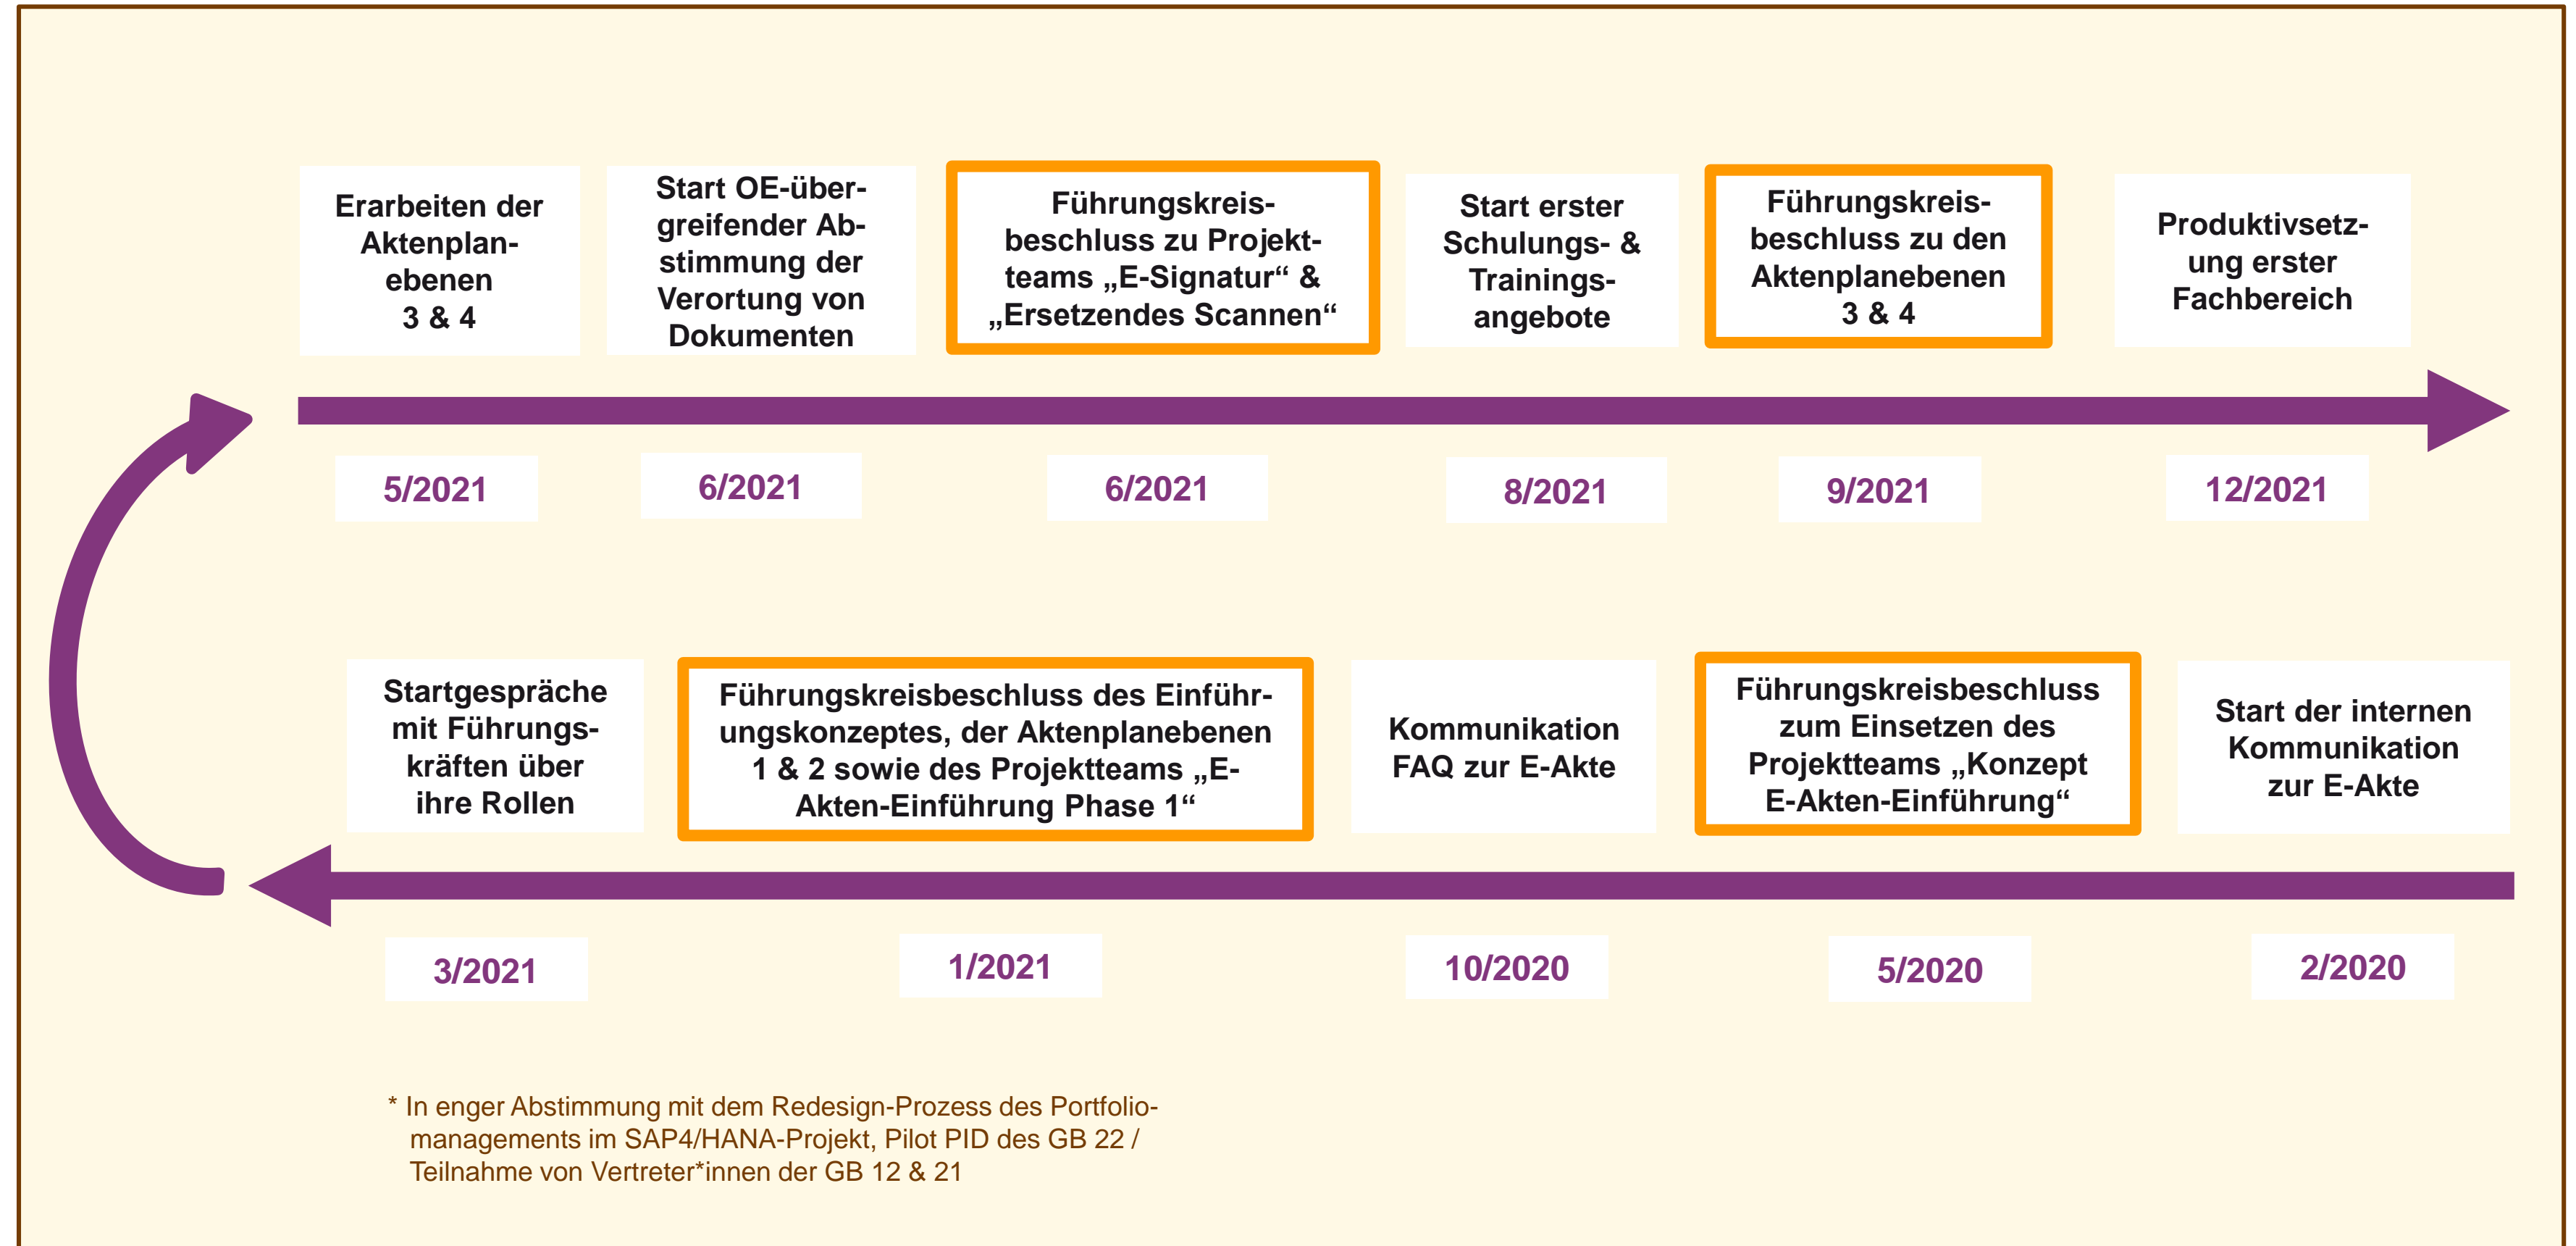 Erarbeiten der
Aktenplan-
ebenen
3 & 4
Start OE-über-
greifender Ab-
stimmung der
Verortung von
Dokumenten
Führungskreis-
beschluss zu Projekt-
teams „E-Signatur“ &
„Ersetzendes Scannen“
Start erster
Schulungs- &
Trainings-
angebote
Führungskreis-
beschluss zu den
Aktenplanebenen
3 & 4
Produktivsetz-
ung erster
Fachbereich
5/2021
6/2021
6/2021
8/2021
9/2021
12/2021
Startgespräche
mit Führungs-
kräften über
ihre Rollen
Führungskreisbeschluss des Einführ-
ungskonzeptes, der Aktenplanebenen
1 & 2 sowie des Projektteams „E-
Akten-Einführung Phase 1“
Kommunikation
FAQ zur E-Akte
Führungskreisbeschluss
zum Einsetzen des
Projektteams „Konzept
E-Akten-Einführung“
Start der internen
Kommunikation
zur E-Akte
3/2021
1/2021
10/2020
5/2020
2/2020
* In enger Abstimmung mit dem Redesign-Prozess des Portfolio-
managements im SAP4/HANA-Projekt, Pilot PID des GB 22 /
Teilnahme von Vertreter*innen der GB 12 & 21